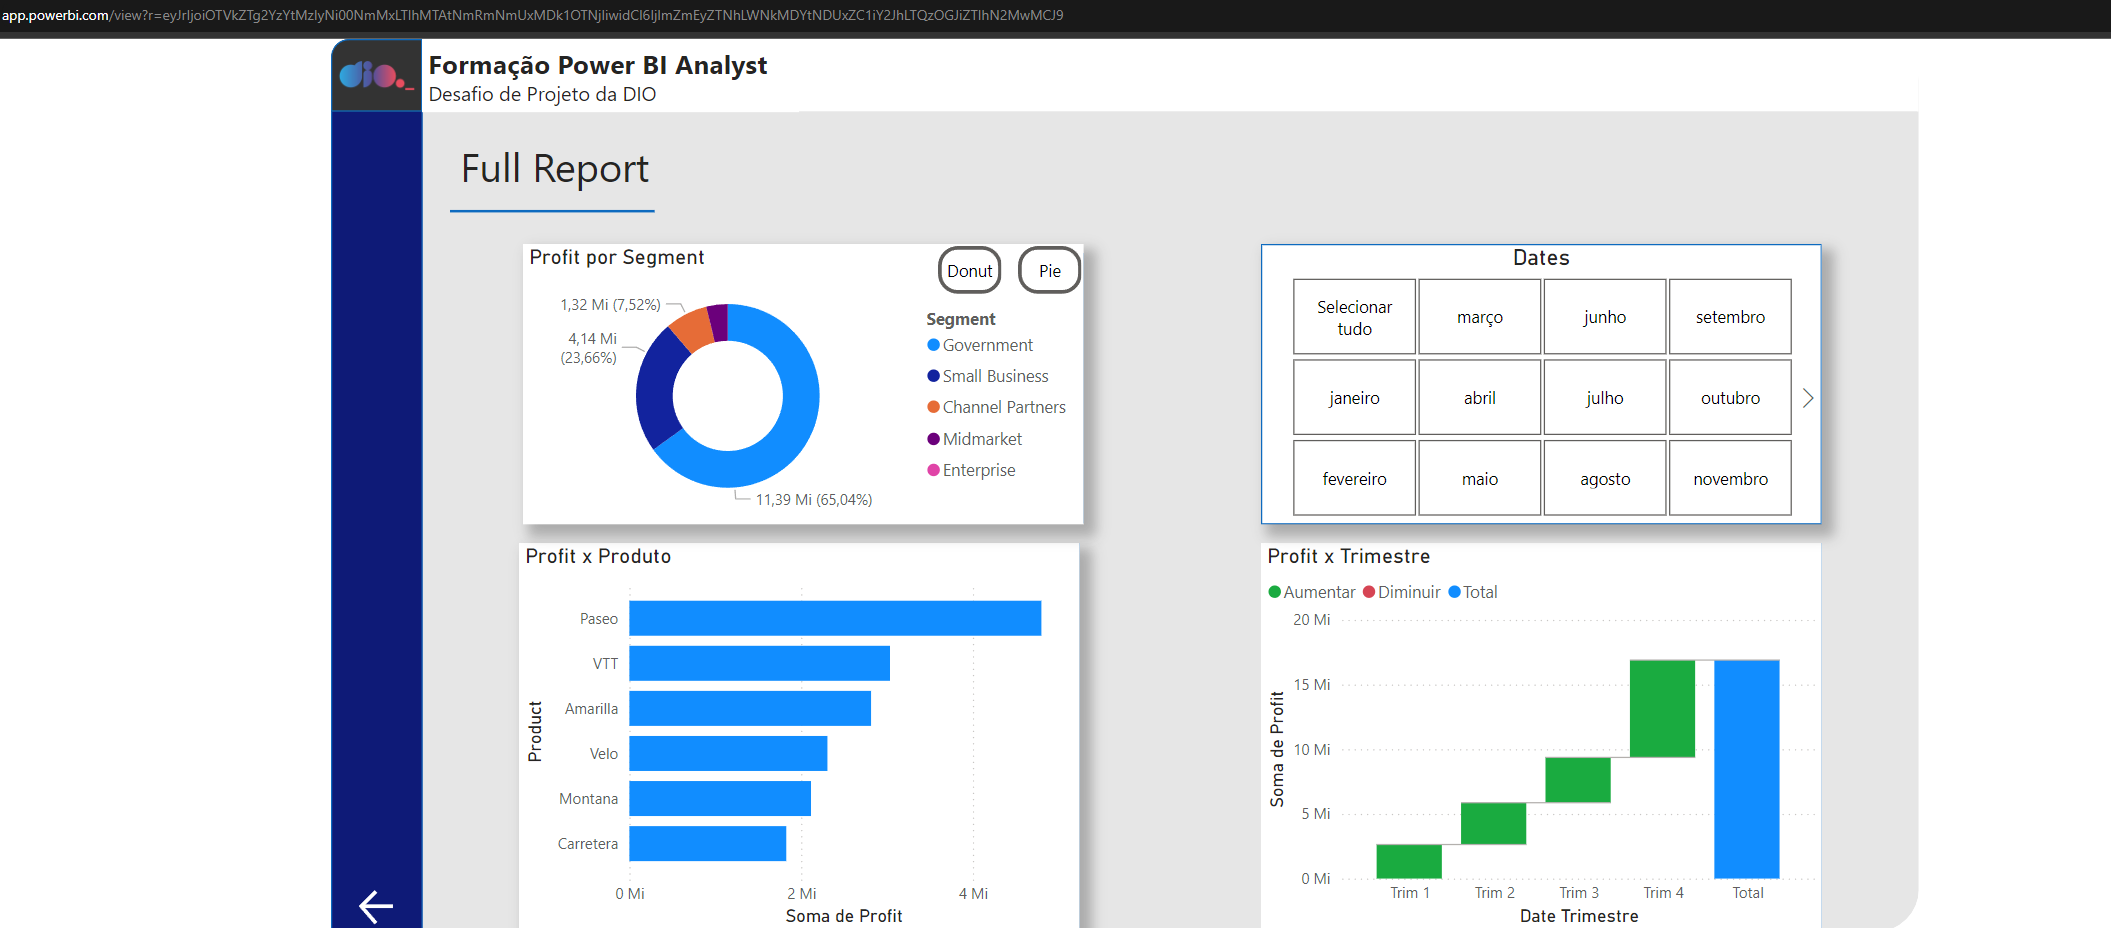 app.powerbi.com/view?r=eyJrIjoiOTVkZTg2YzYtMzIyNi00NmMxLTlhMTAtNmRmNmUxMDk1OTNjIiwidCI6IjlmZmEyZTNhLWNkMDYtNDUxZC1iY2JhLTQzOGJiZTlhN2MwMCJ9
dio._
Formação Power BI Analyst
Desafio de Projeto da DIO
Full Report
Profit por Segment
Donut
Pie
1,32 Mi (7,52%)
4,14 Mi
(23,66%)
11,39 Mi (65,04%)
Segment
Government
Small Business
Channel Partners
Midmarket
Enterprise
Dates
Selecionar
tudo
março
junho
setembro
janeiro
abril
julho
outubro
fevereiro
maio
agosto
novembro
Profit x Produto
Product
Paseo
VTT
Amarilla
Velo
Montana
Carretera
0 Mi
2 Mi
4 Mi
Soma de Profit
Profit x Trimestre
Aumentar
Diminuir
Total
Soma de Profit
20 Mi
15 Mi
10 Mi
5 Mi
0 Mi
Trim 1
Trim 2
Trim 3
Trim 4
Total
Date Trimestre